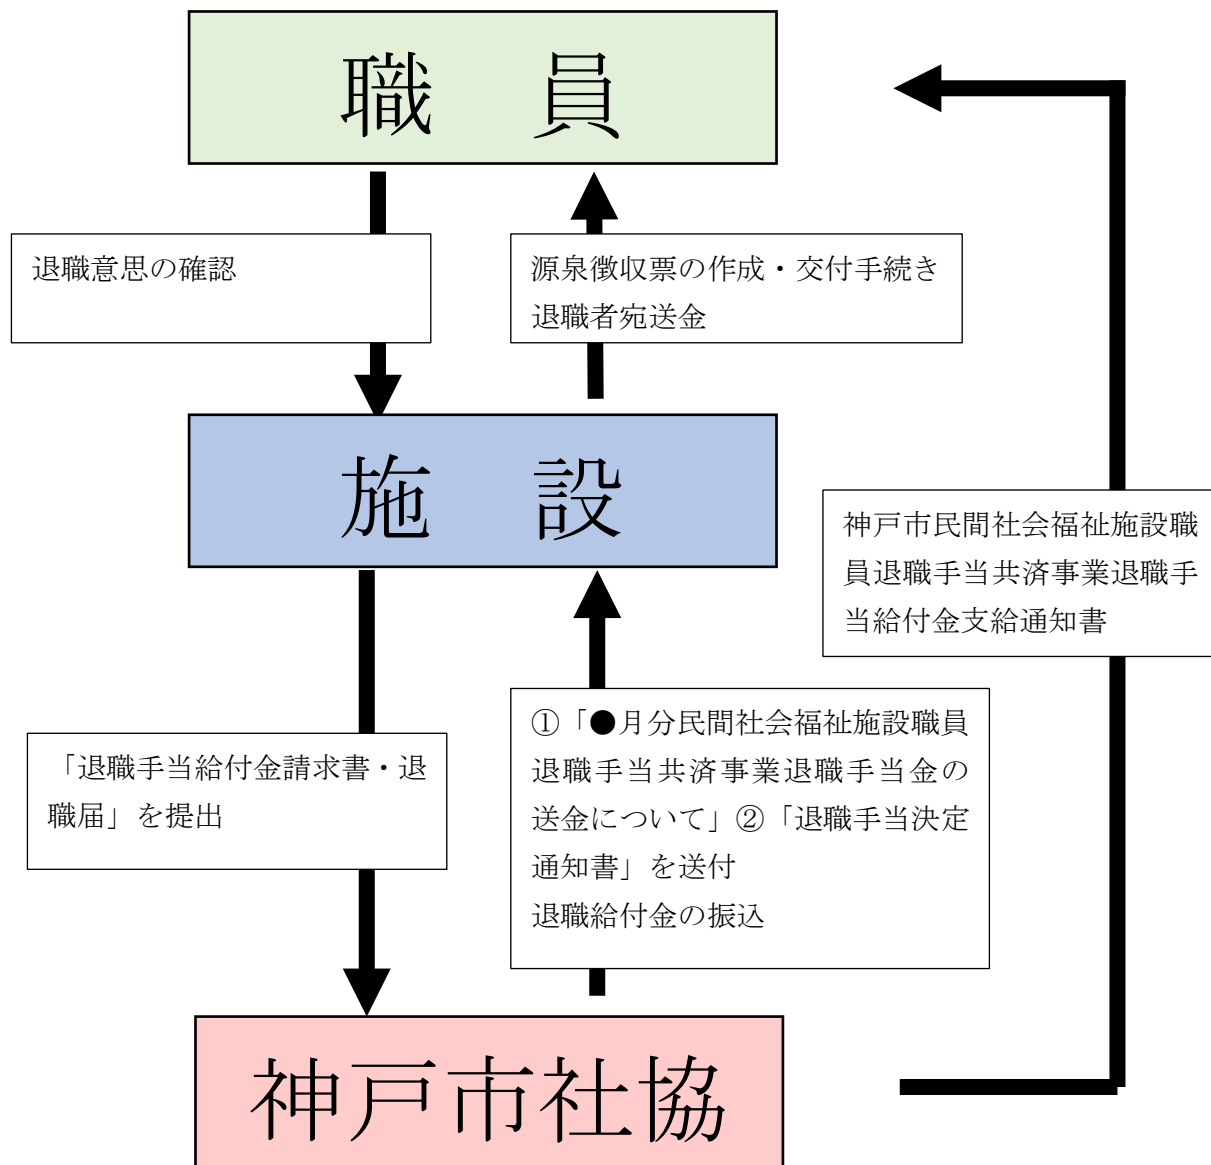 職　員
退職意思の確認
源泉徴収票の作成・交付手続き
退職者宛送金
施　設
神戸市民間社会福祉施設職
員退職手当共済事業退職手
当給付金支給通知書
「退職手当給付金請求書・退
職届」を提出
①「●月分民間社会福祉施設職員
退職手当共済事業退職手当金の
送金について」②「退職手当決定
通知書」を送付
退職給付金の振込
神戸市社協